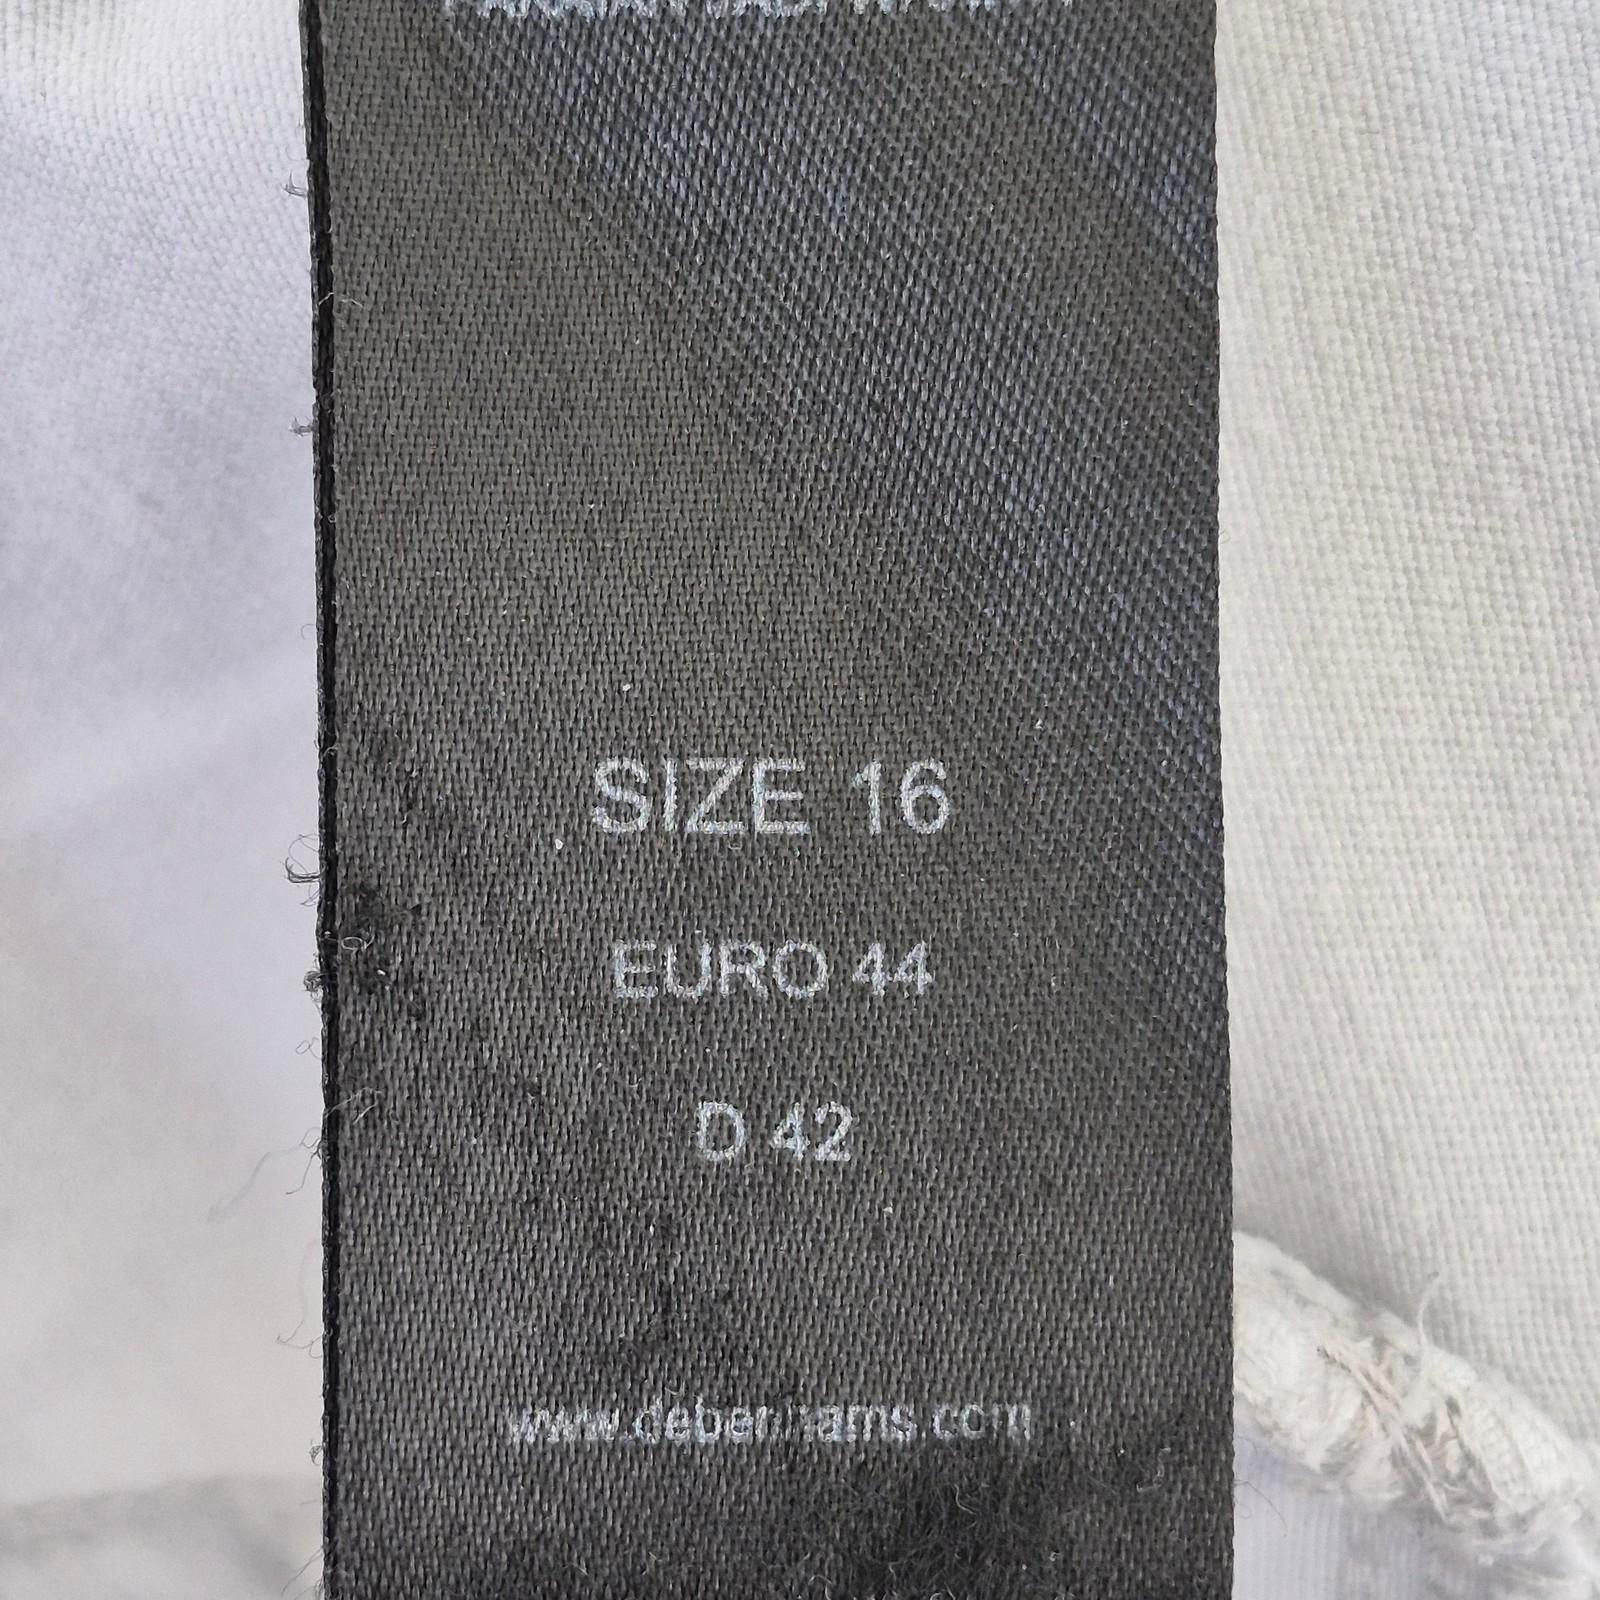 SIZE 16
EURO 44
D 42
www.debenhams.com